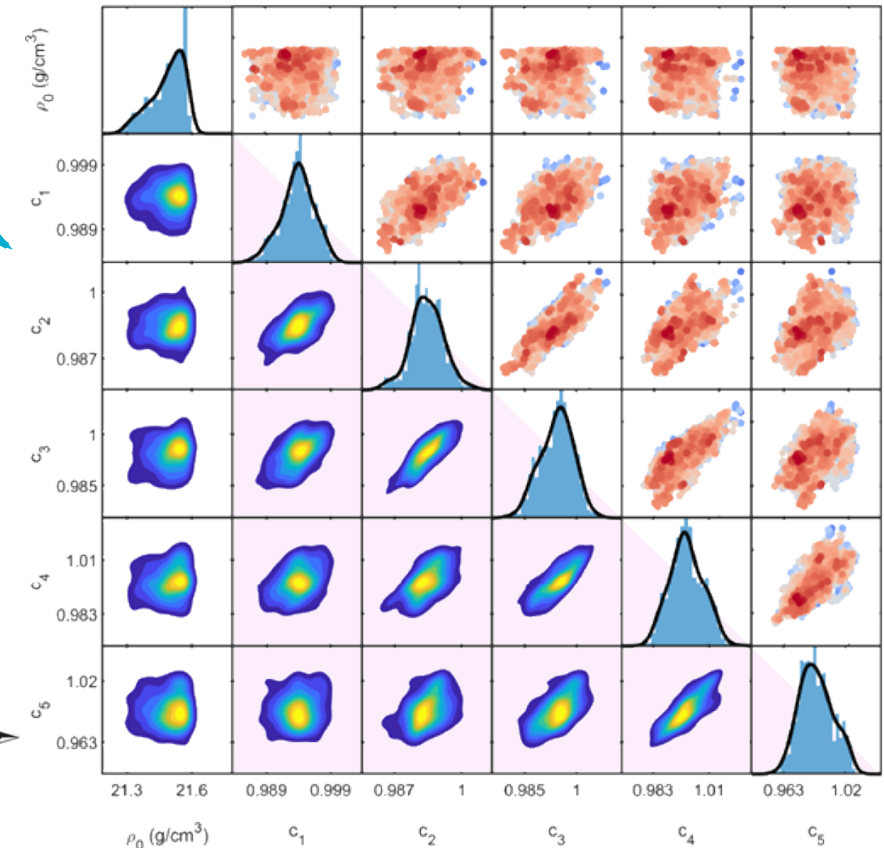 ρ₀ (g/cm³)
0.999
c₁
0.989
1
c₂
0.987
1
c₃
0.985
1.01
c₄
0.983
1.02
c₅
0.963
21.3 21.6 0.989 0.999 0.987 1 0.985 1 0.983 1.01 0.963 1.02
ρ₀ (g/cm³) c₁ c₂ c₃ c₄ c₅